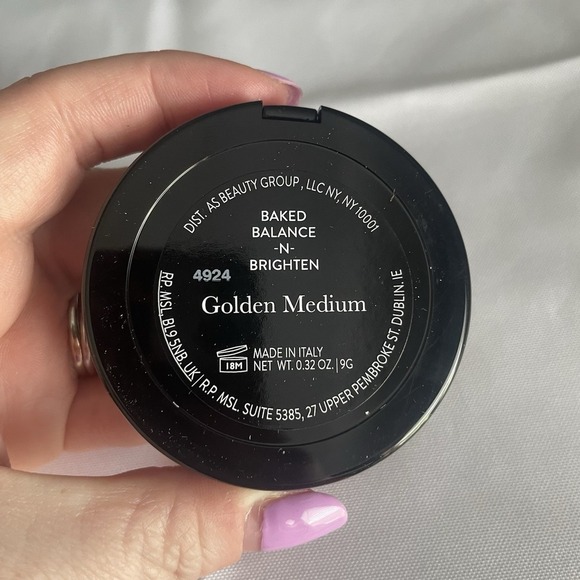 DIST. AS BEAUTY GROUP, LLC NY, NY 10001
BAKED
BALANCE
-N-
BRIGHTEN
4924
Golden Medium
18M
MADE IN ITALY
NET WT. 0.32 OZ. | 9G
RP. MSL, BL9 5NB, UK | R.P. MSL. SUITE 5385, 27 UPPER PEMBROKE ST. DUBLIN. IE